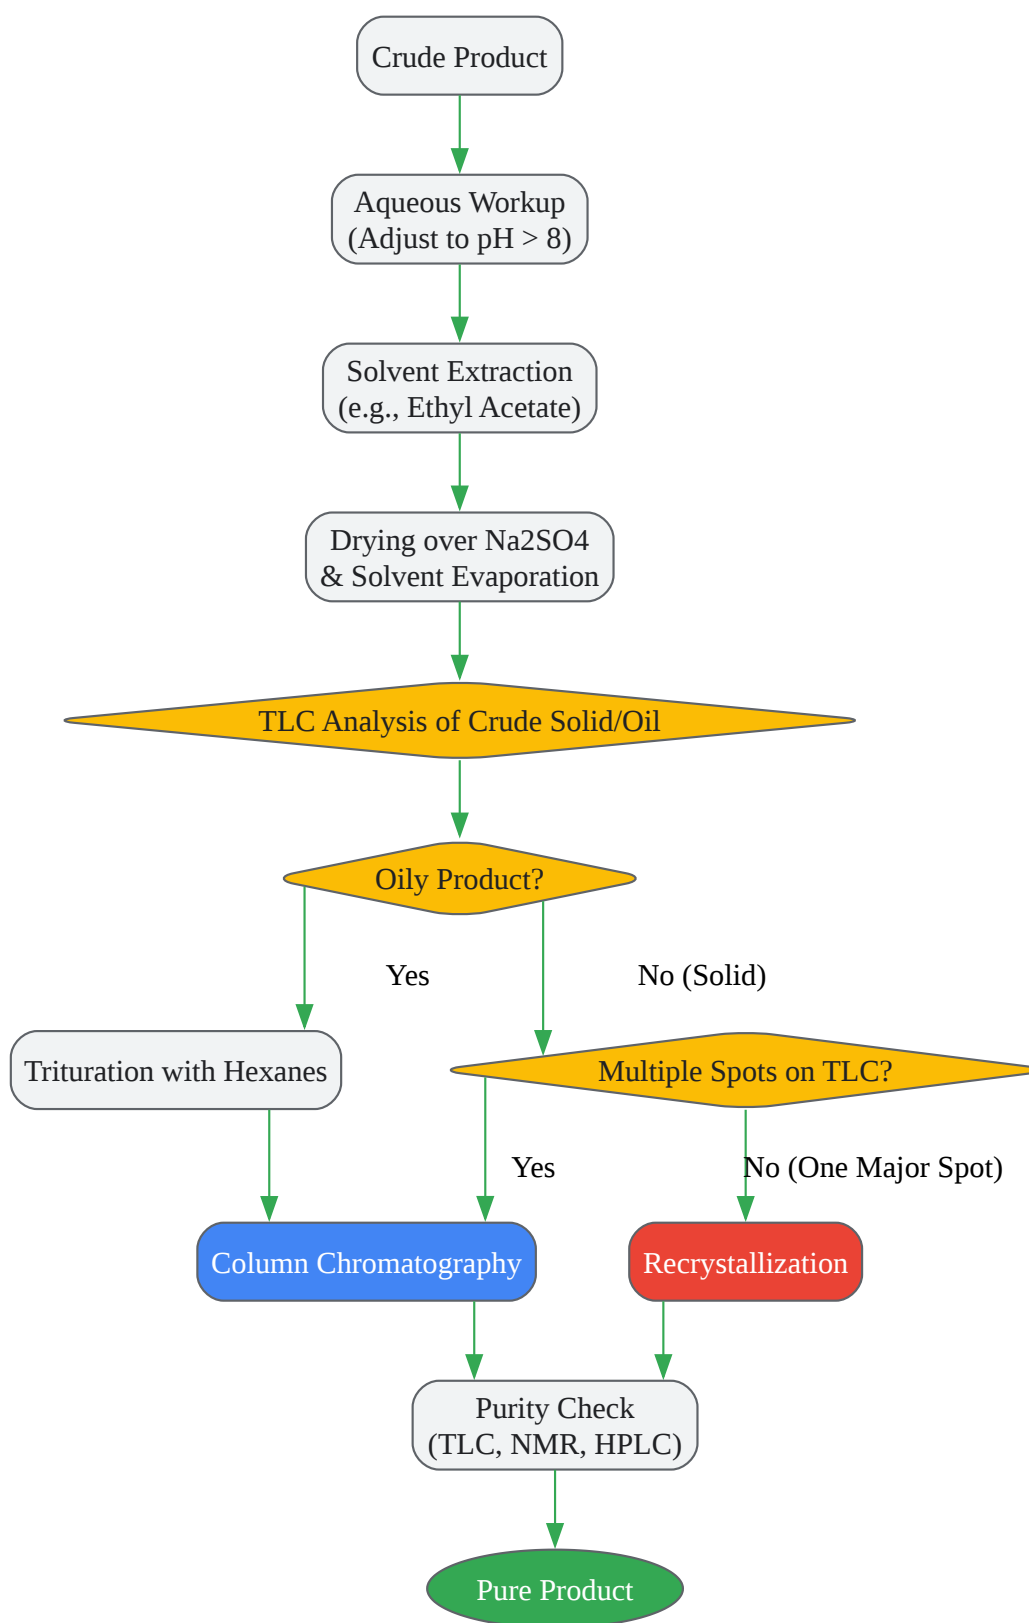 Crude Product
Aqueous Workup
(Adjust to pH > 8)
Solvent Extraction
(e.g., Ethyl Acetate)
Drying over Na2SO4
& Solvent Evaporation
TLC Analysis of Crude Solid/Oil
Oily Product?
Yes
No (Solid)
Trituration with Hexanes
Multiple Spots on TLC?
Yes
No (One Major Spot)
Column Chromatography
Recrystallization
Purity Check
(TLC, NMR, HPLC)
Pure Product